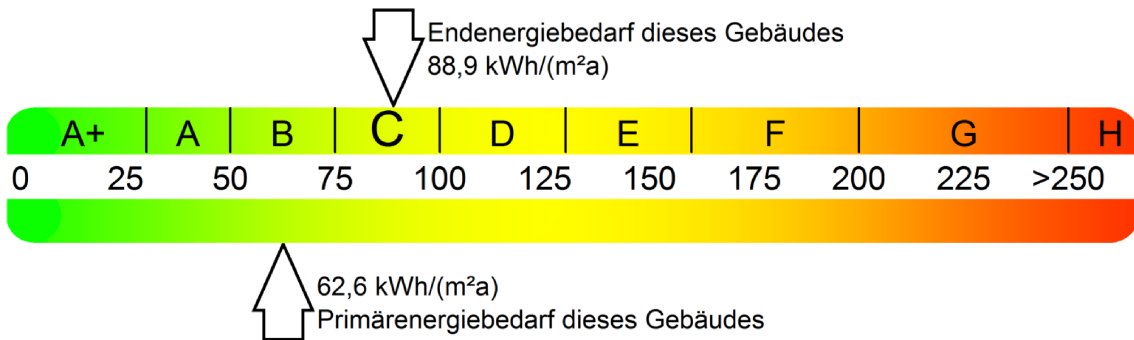 Endenergiebedarf dieses Gebäudes
88,9 kWh/(m²a)
A+ A B C D E F G H
0 25 50 75 100 125 150 175 200 225 >250
62,6 kWh/(m²a)
Primärenergiebedarf dieses Gebäudes